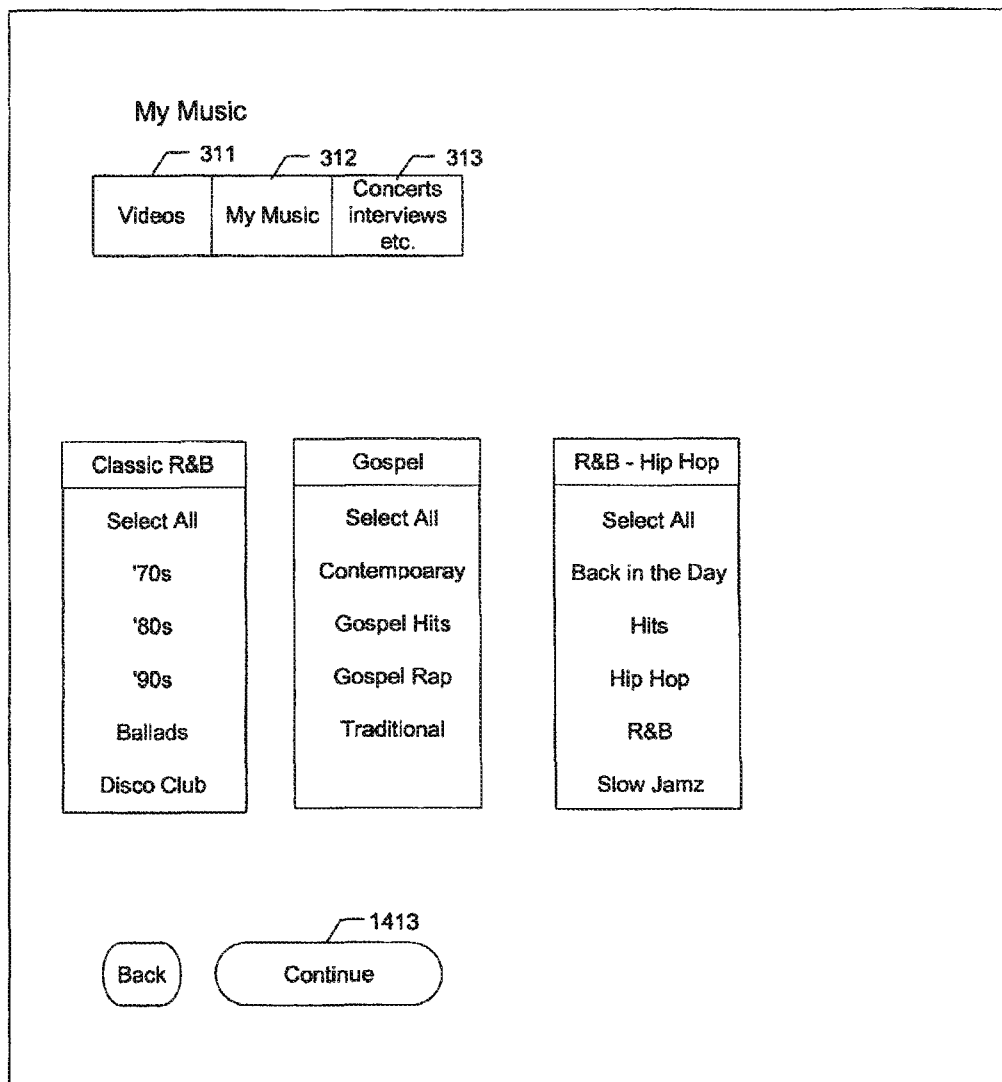 My Music
311
312
313
Videos
My Music
Concerts
interviews
etc.
Classic R&B
Select All
'70s
'80s
'90s
Ballads
Disco Club
Gospel
Select All
Contempoaray
Gospel Hits
Gospel Rap
Traditional
R&B - Hip Hop
Select All
Back in the Day
Hits
Hip Hop
R&B
Slow Jamz
1413
Back
Continue